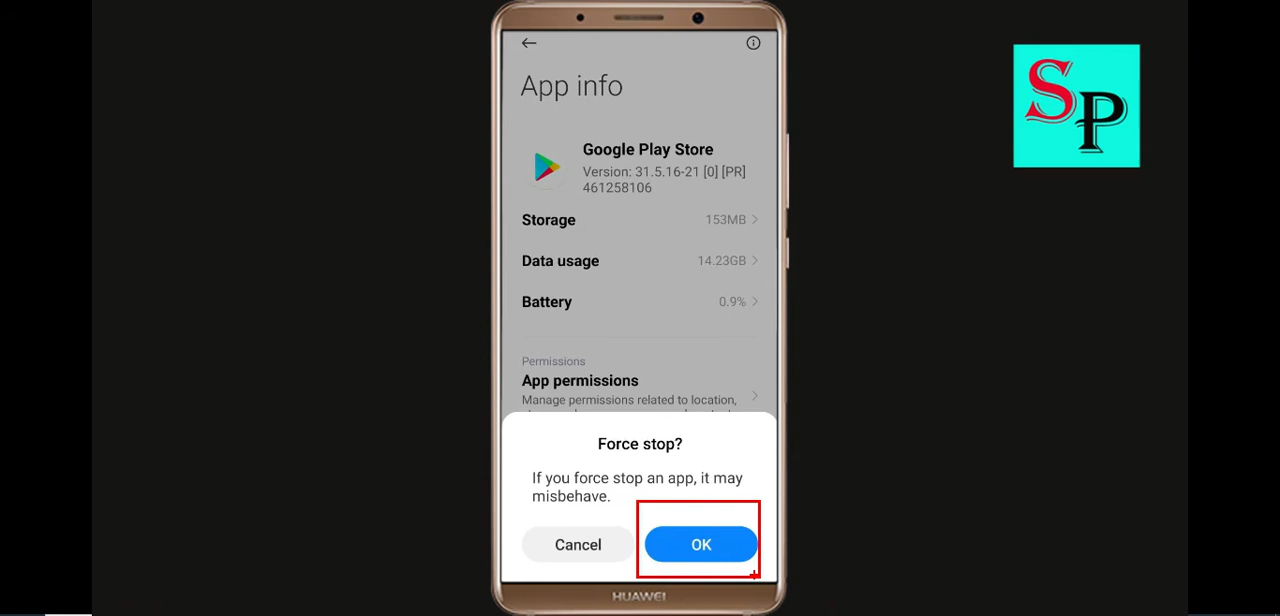 App info
Google Play Store
Version: 31.5.16-21 [0] [PR]
461258106
Storage 153MB
Data usage 14.23GB
Battery 0.9%
Permissions
App permissions
Manage permissions related to location,
Force stop?
If you force stop an app, it may
misbehave.
Cancel OK
HUAWEI
SP